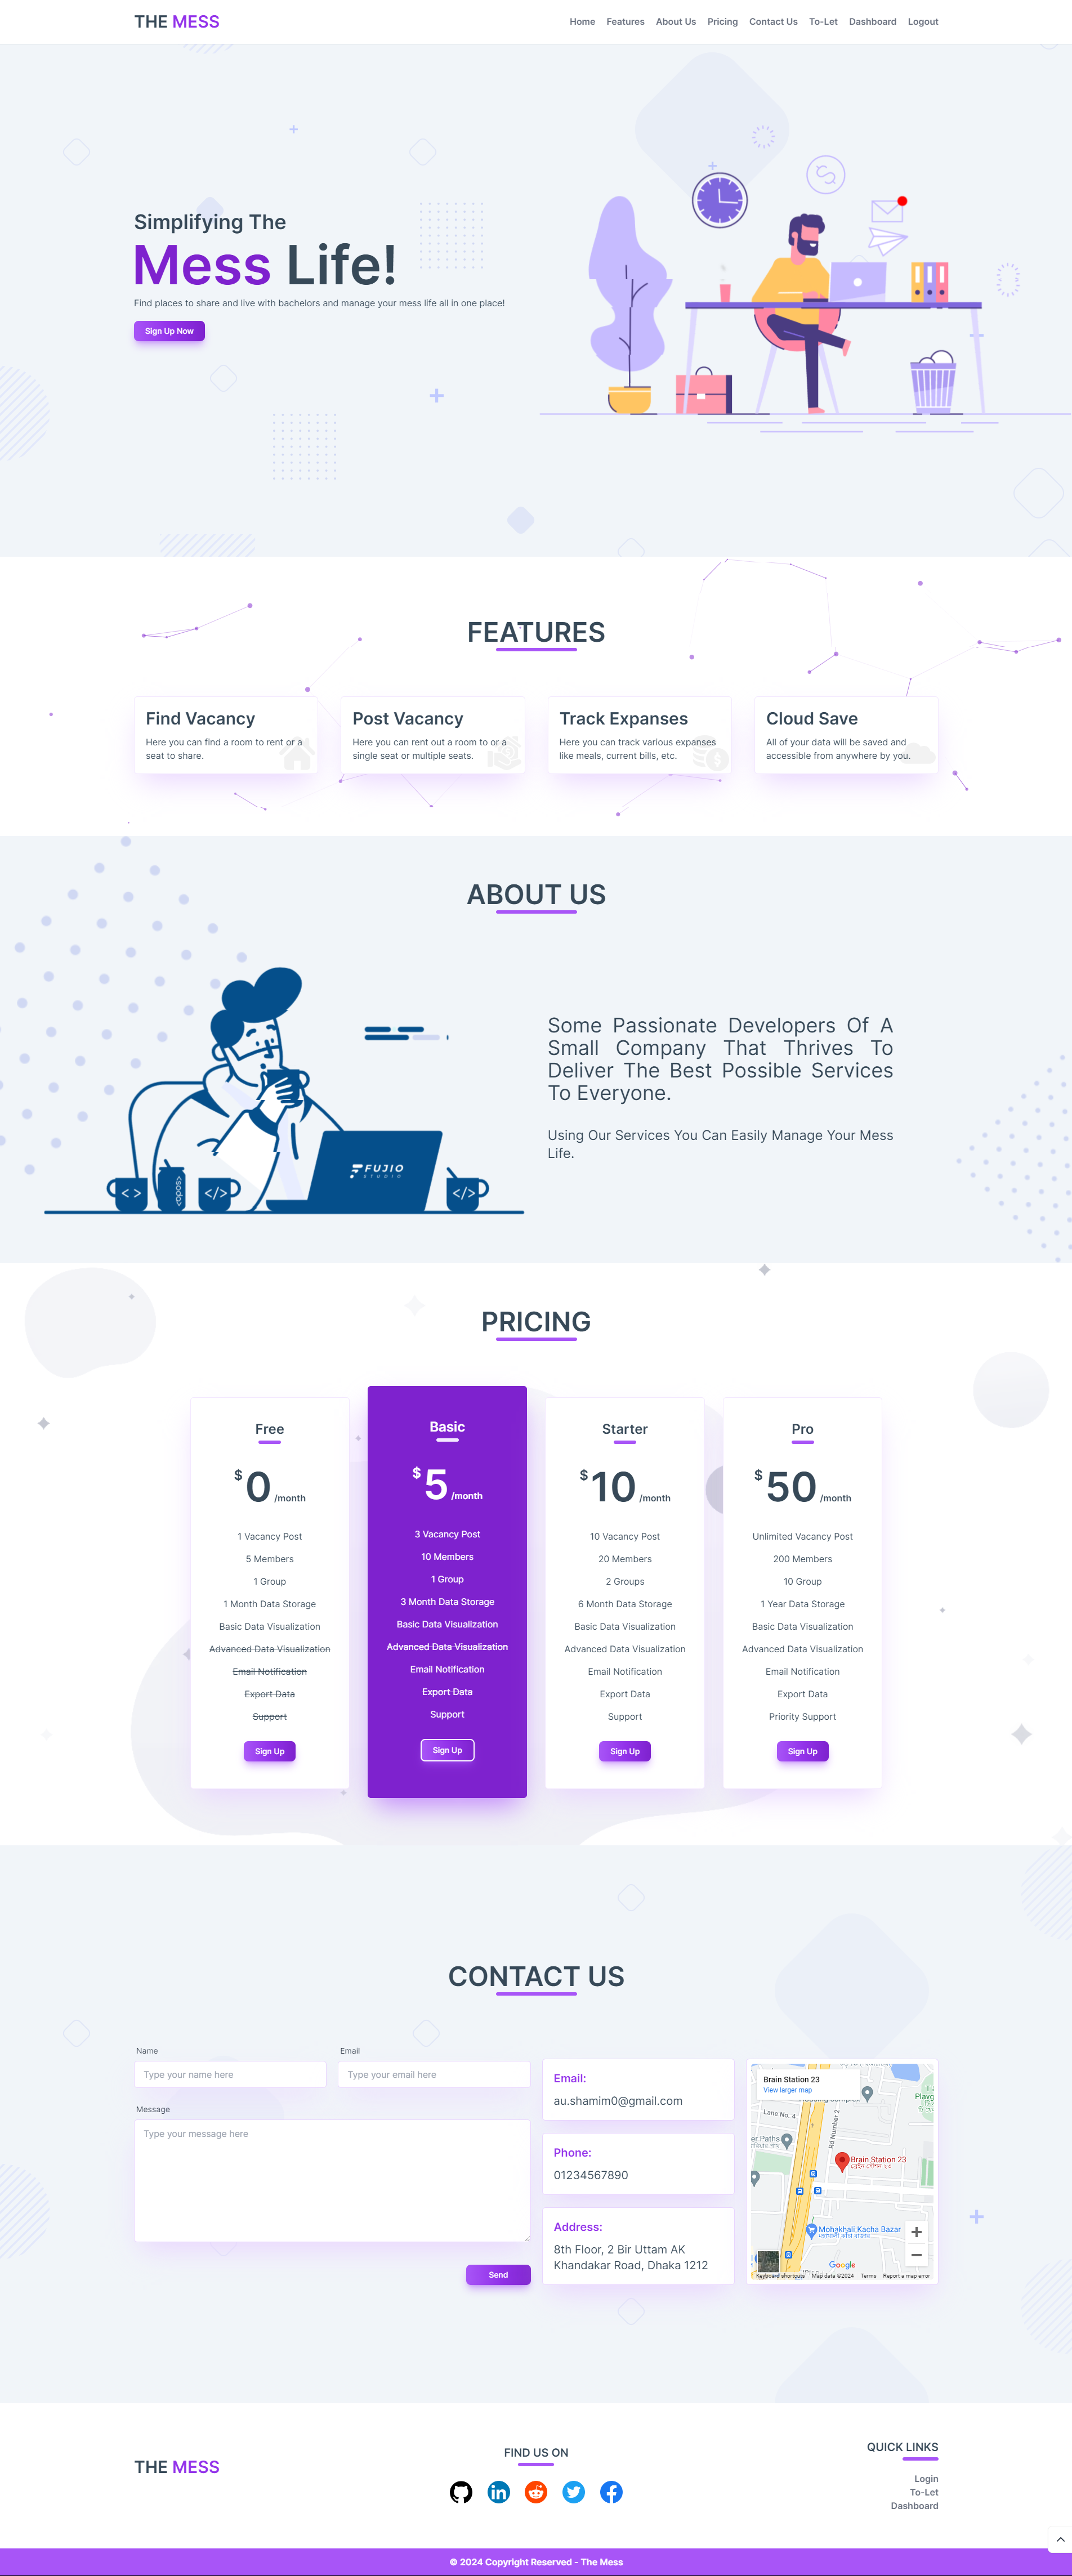 THE MESS
Home Features About Us Pricing Contact Us To-Let Dashboard Logout
Simplifying The
Mess Life!
Find places to share and live with bachelors and manage your mess life all in one place!
Sign Up Now
FEATURES
Find Vacancy
Here you can find a room to rent or a
seat to share.
Post Vacancy
Here you can rent out a room to or a
single seat or multiple seats.
Track Expanses
Here you can track various expanses
like meals, current bills, etc.
Cloud Save
All of your data will be saved and
accessible from anywhere by you.
ABOUT US
FUJIO
STUDIO
< >
<soda>
</>
</>
Some Passionate Developers Of A
Small Company That Thrives To
Deliver The Best Possible Services
To Everyone.
Using Our Services You Can Easily Manage Your Mess
Life.
PRICING
Free
$ 0 /month
1 Vacancy Post
5 Members
1 Group
1 Month Data Storage
Basic Data Visualization
Advanced Data Visualization
Email Notification
Export Data
Support
Sign Up
Basic
$ 5 /month
3 Vacancy Post
10 Members
1 Group
3 Month Data Storage
Basic Data Visualization
Advanced Data Visualization
Email Notification
Export Data
Support
Sign Up
Starter
$ 10 /month
10 Vacancy Post
20 Members
2 Groups
6 Month Data Storage
Basic Data Visualization
Advanced Data Visualization
Email Notification
Export Data
Support
Sign Up
Pro
$ 50 /month
Unlimited Vacancy Post
200 Members
10 Group
1 Year Data Storage
Basic Data Visualization
Advanced Data Visualization
Email Notification
Export Data
Priority Support
Sign Up
CONTACT US
Name
Type your name here
Email
Type your email here
Message
Type your message here
Send
Email:
au.shamim0@gmail.com
Phone:
01234567890
Address:
8th Floor, 2 Bir Uttam AK
Khandakar Road, Dhaka 1212
Brain Station 23
View larger map
Lane No. 4
Rd Number 2
er Paths
Brain Station 23
ব্রেইন স্টেশন ২৩
Mohakhali Kacha Bazar
Google
Keyboard shortcuts Map data ©2024 Terms Report a map error
THE MESS
FIND US ON
QUICK LINKS
Login
To-Let
Dashboard
© 2024 Copyright Reserved - The Mess